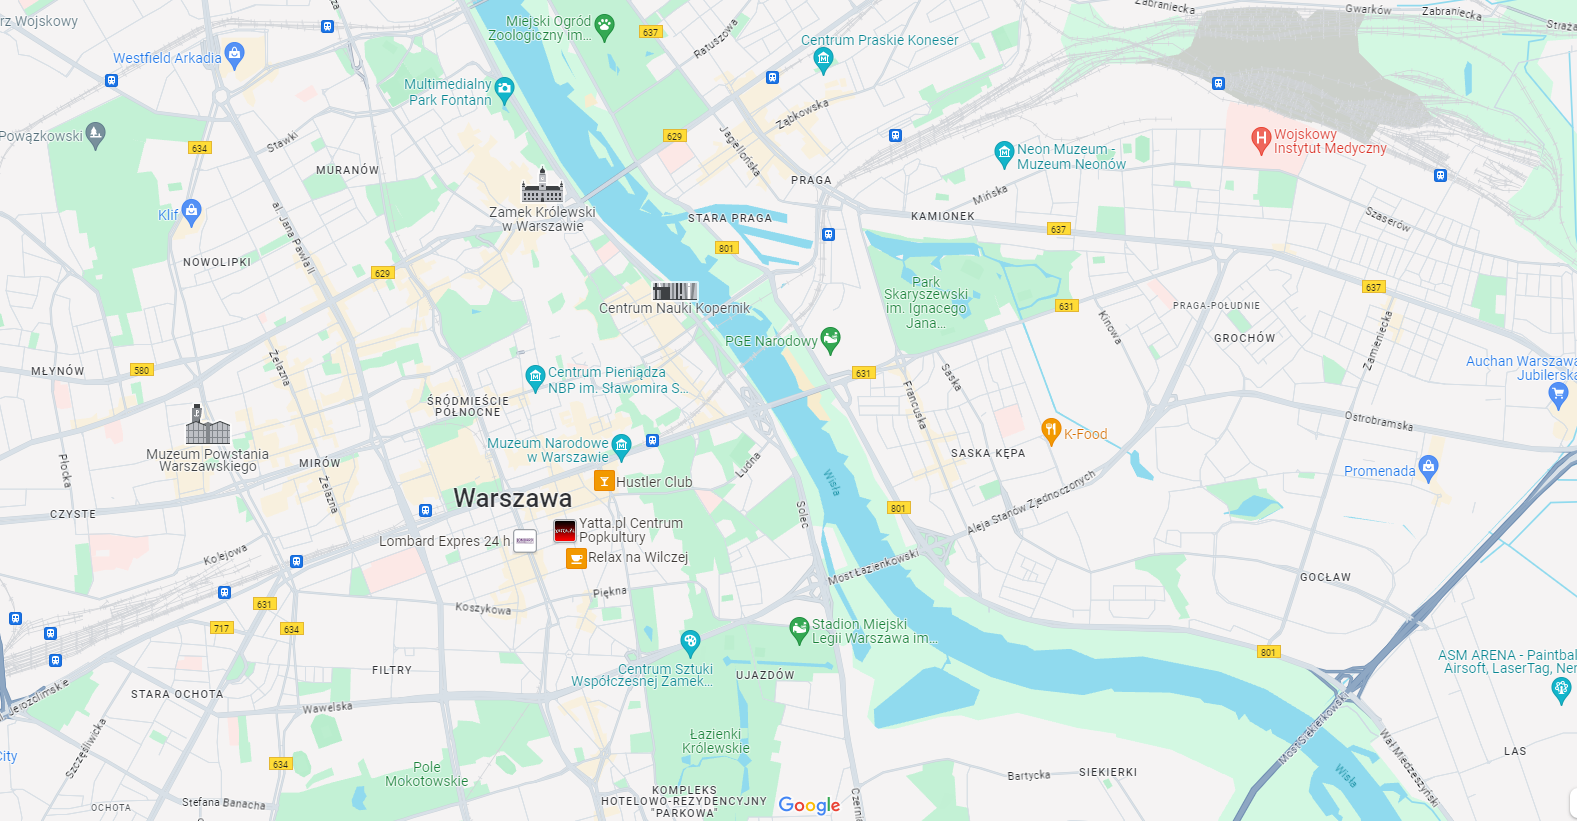 rz Wojskowy
Westfield Arkadia
Miejski Ogród
Zoologiczny im...
637
Ratuszowa
Centrum Praskie Koneser
Zabraniecka
Gwarków
Zabraniecka
Straża
Multimedialny
Park Fontann
Powązkowski
634
Stawki
629
Jagiellońska
Ząbkowska
Neon Muzeum -
Muzeum Neonów
Wojskowy
Instytut Medyczny
MURANÓW
PRAGA
Mińska
Klif
Zamek Królewski
w Warszawie
STARA PRAGA
KAMIONEK
637
Szaserów
al. Jana Pawła II
801
NOWOLIPKI
629
Park
Skaryszewski
im. Ignacego
Jana...
637
Centrum Nauki Kopernik
631
PRAGA-POŁUDNIE
Kinowa
GROCHÓW
Zamieniecka
PGE Narodowy
Żelazna
MŁYNÓW
580
Centrum Pieniądza
NBP im. Sławomira S...
631
Saska
Francuska
Auchan Warszawa
Jubilerska
ŚRÓDMIEŚCIE
PÓŁNOCNE
Ostrobramska
Muzeum Powstania
Warszawskiego
Muzeum Narodowe
w Warszawie
K-Food
MIRÓW
Płocka
Żelazna
Ludna
SASKA KĘPA
Promenada
Hustler Club
Wisła
Warszawa
Solec
801
Aleja Stanów Zjednoczonych
CZYSTE
Yatta.pl Centrum
Popkultury
Lombard Expres 24 h
Relax na Wilczej
Kolejowa
Most Łazienkowski
GOCŁAW
Piękna
Koszykowa
631
717
634
Stadion Miejski
Legii Warszawa im...
801
ASM ARENA - Paintbal
Airsoft, LaserTag, Ner
Centrum Sztuki
Współczesnej Zamek...
FILTRY
UJAZDÓW
STARA OCHOTA
Jerozolimskie
Wawelska
Most Siekierkowski
Szczęśliwicka
Łazienki
Królewskie
Wał Miedzeszyński
City
634
Pole
Mokotowskie
LAS
Bartycka
SIEKIERKI
Wisła
KOMPLEKS
HOTELOWO-REZYDENCYJNY
"PARKOWA"
OCHOTA
Stefana Banacha
Google
Czernia